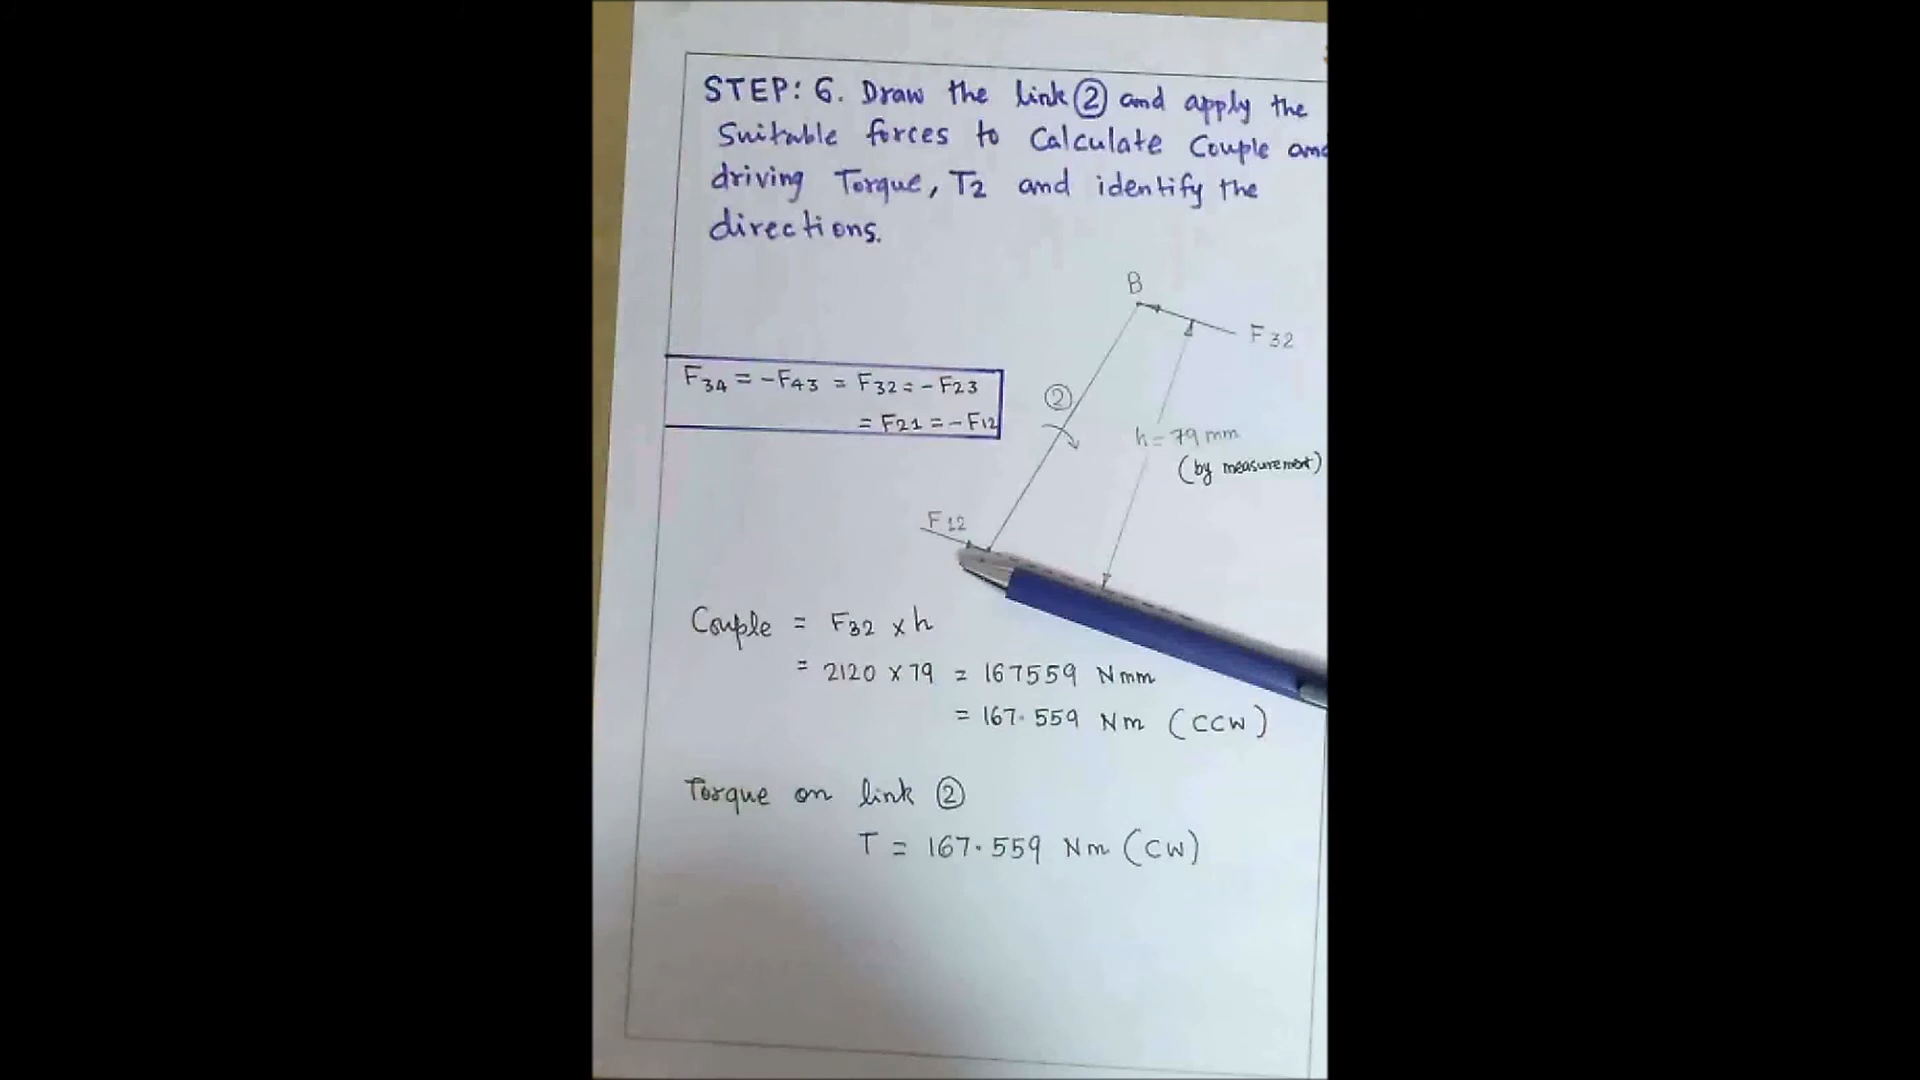 STEP: 6. Draw the link ② and apply the
Suitable forces to Calculate Couple and
driving Torque, T2 and identify the
directions.
B
F32
F34 = -F43 = F32 = -F23
= F21 = -F12
②
h = 79 mm
(by measurement)
F12
Couple = F32 x h
= 2120 x 79 = 167559 Nmm
= 167.559 Nm (CCW)
Torque on link ②
T = 167.559 Nm (CW)